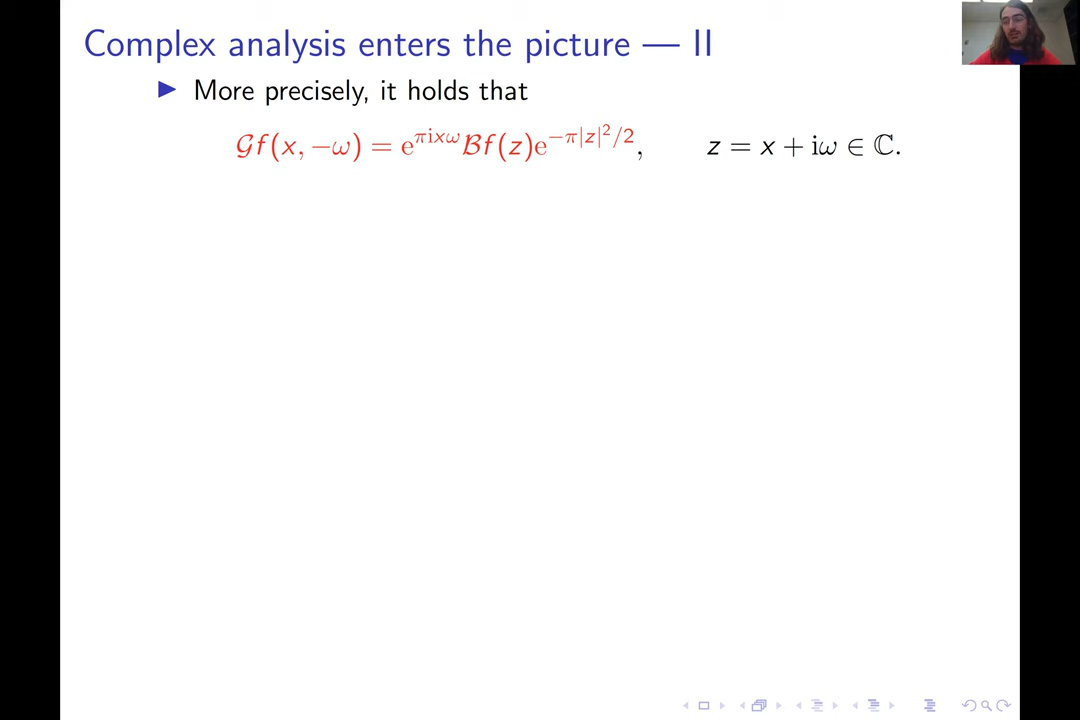 Complex analysis enters the picture — II
▶ More precisely, it holds that
𝒢f(x, −ω) = e^{πixω}ℬf(z)e^{−π|z|²/2}, z = x + iω ∈ ℂ.